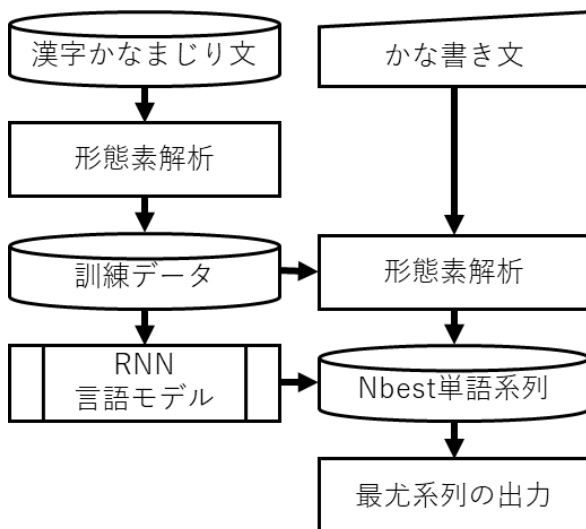 漢字かなまじり文
かな書き文
形態素解析
訓練データ
形態素解析
RNN
言語モデル
Nbest単語系列
最尤系列の出力